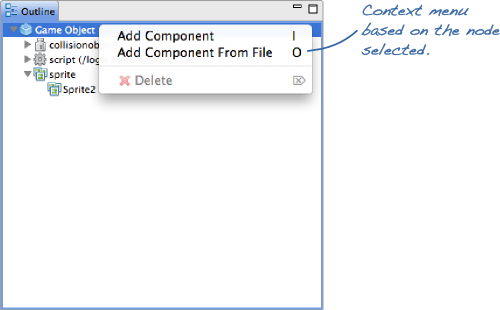 Outline
Game Object
Add Component I
Add Component From File O
Delete
collisionob
script (/log
sprite
Sprite2
Context menu
based on the node
selected.